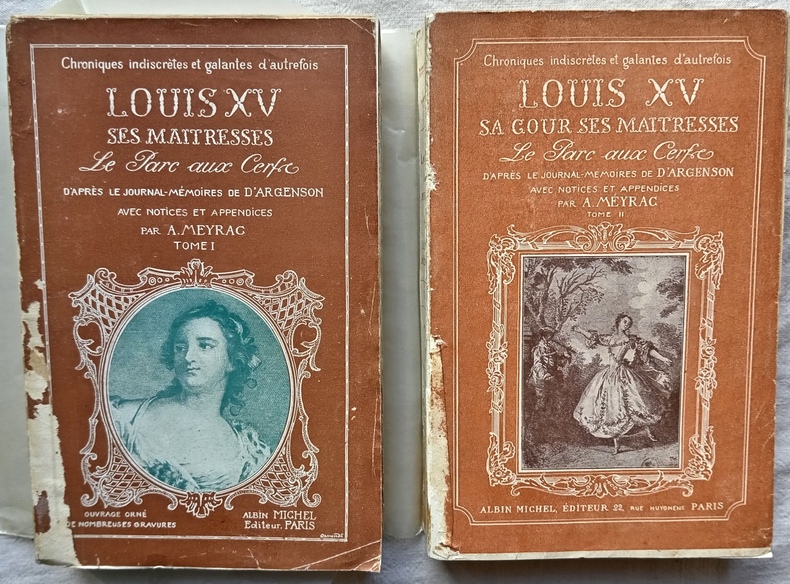 Chroniques indiscrètes et galantes d'autrefois
LOUIS XV
SES MAITRESSES
Le Parc aux Cerfs
D'APRÈS LE JOURNAL-MÉMOIRES DE D'ARGENSON
AVEC NOTICES ET APPENDICES
PAR A. MEYRAC
TOME I
OUVRAGE ORNÉ
DE NOMBREUSES GRAVURES
ALBIN MICHEL
Editeur, PARIS
Chroniques indiscrètes et galantes d'autrefois
LOUIS XV
SA COUR SES MAITRESSES
Le Parc aux Cerfs
D'APRÈS LE JOURNAL-MÉMOIRES DE D'ARGENSON
AVEC NOTICES ET APPENDICES
PAR A. MÉYRAC
TOME II
ALBIN MICHEL, ÉDITEUR 22, RUE HUYGHENS PARIS